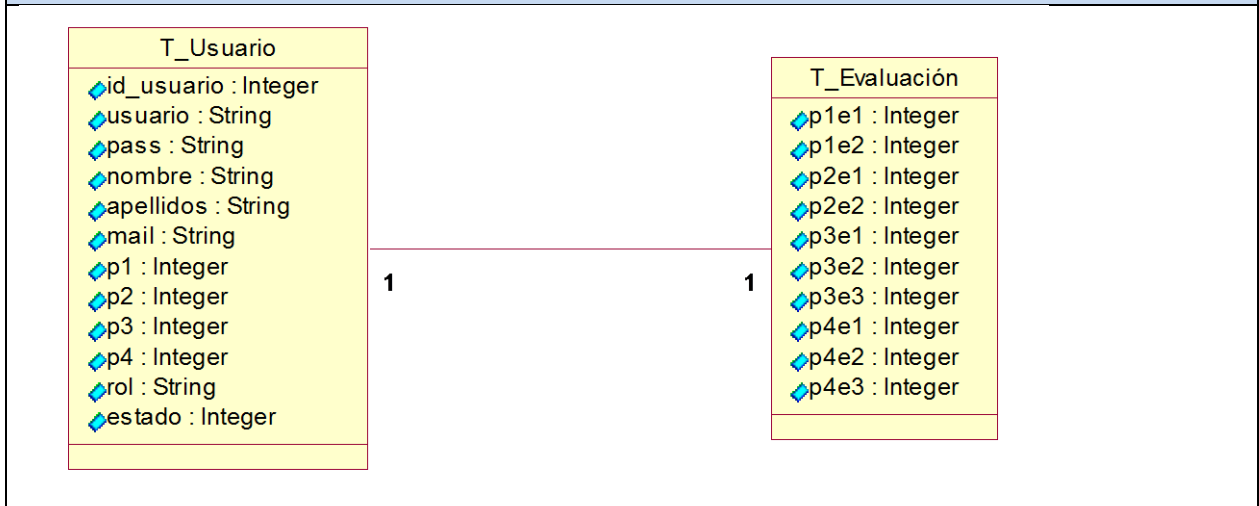 T_Usuario
id_usuario : Integer
usuario : String
pass : String
nombre : String
apellidos : String
mail : String
p1 : Integer
p2 : Integer
p3 : Integer
p4 : Integer
rol : String
estado : Integer
1
1
T_Evaluación
p1e1 : Integer
p1e2 : Integer
p2e1 : Integer
p2e2 : Integer
p3e1 : Integer
p3e2 : Integer
p3e3 : Integer
p4e1 : Integer
p4e2 : Integer
p4e3 : Integer